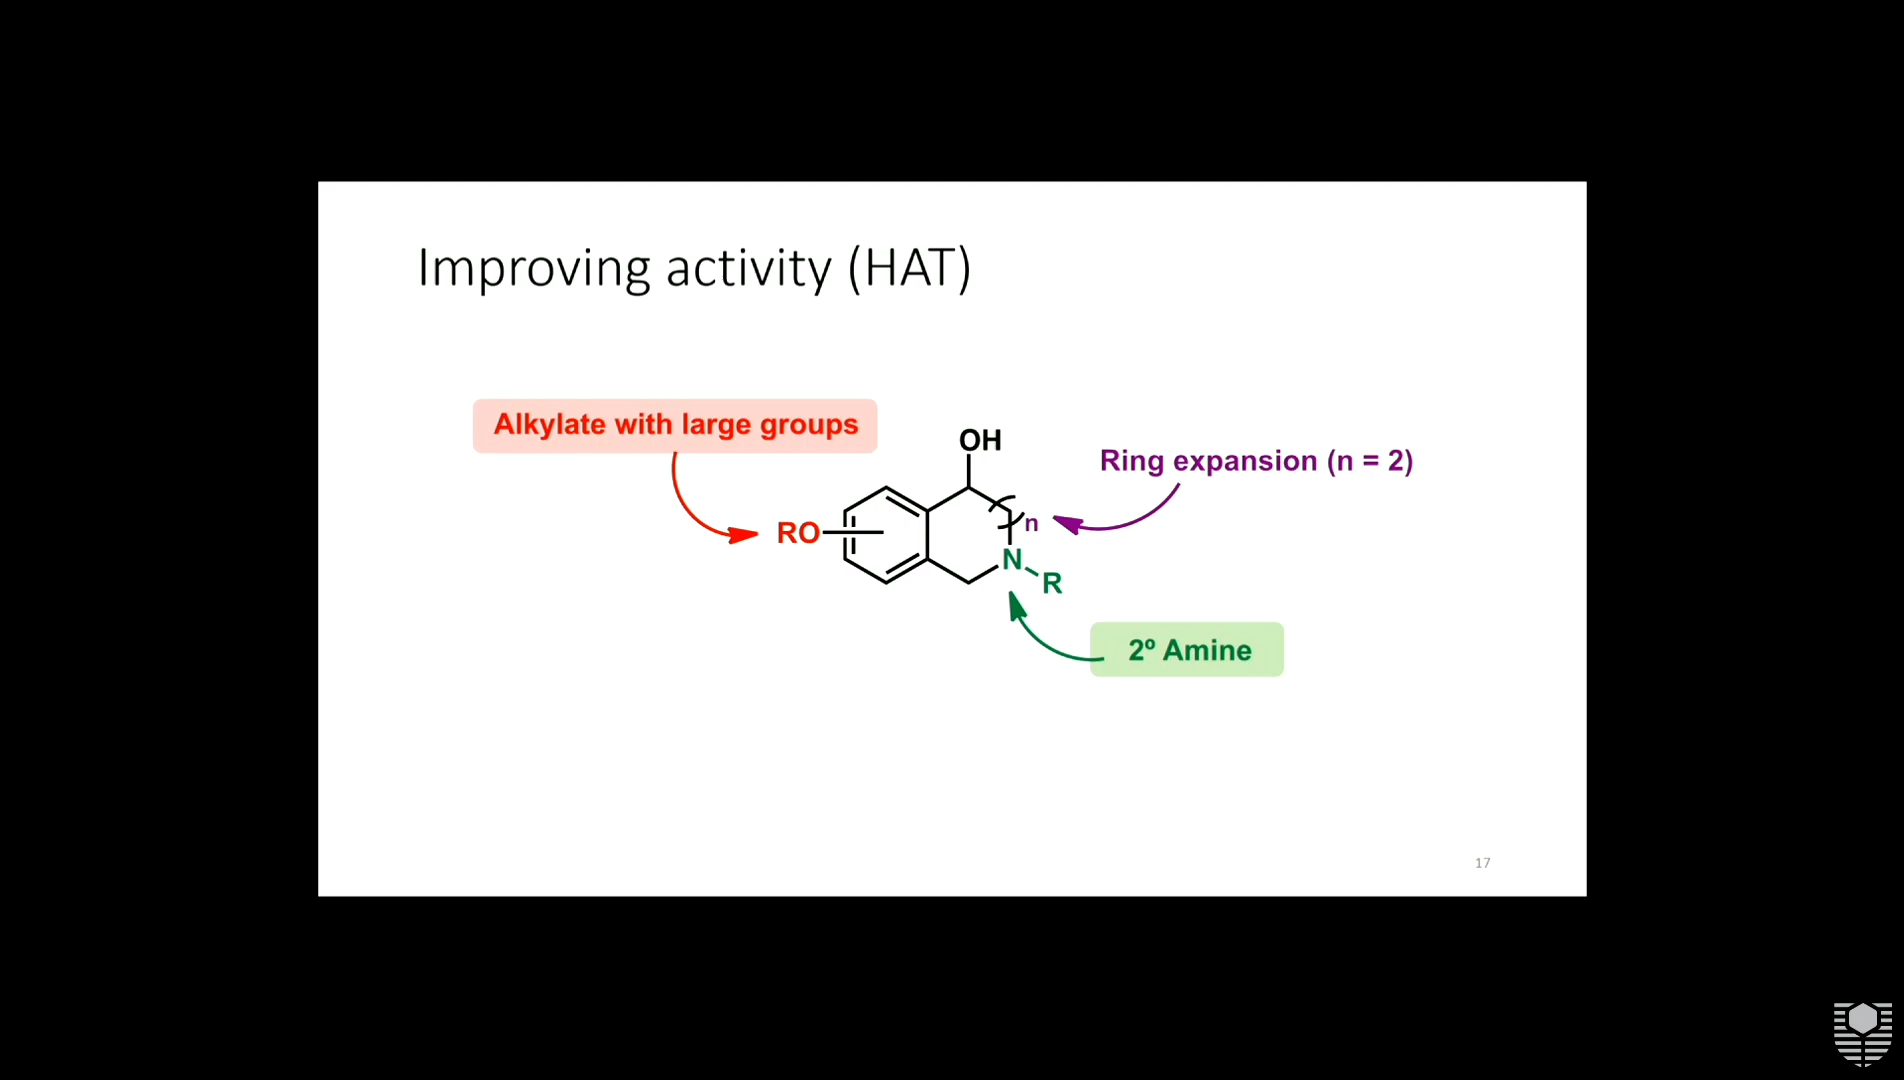 Improving activity (HAT)
Alkylate with large groups
OH
Ring expansion (n = 2)
RO
n
N
R
2º Amine
17